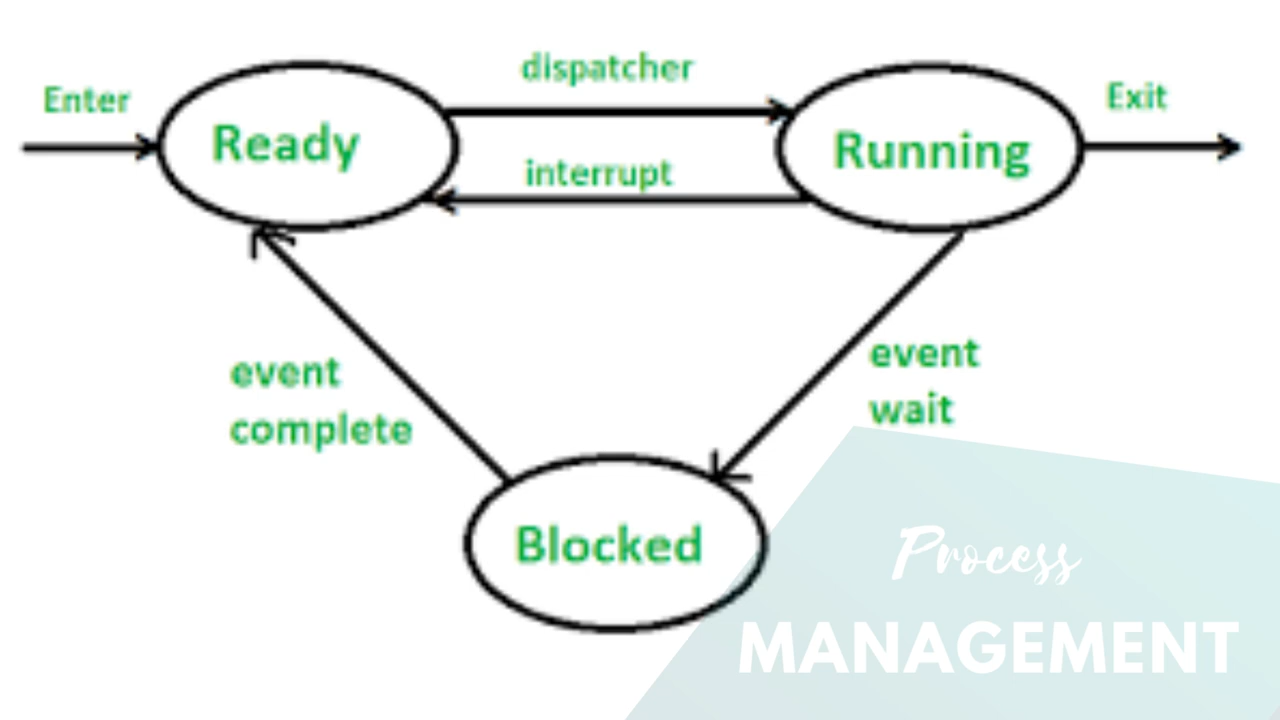 dispatcher
Enter
Exit
Ready
Running
interrupt
event
wait
event
complete
Blocked
Process
MANAGEMENT